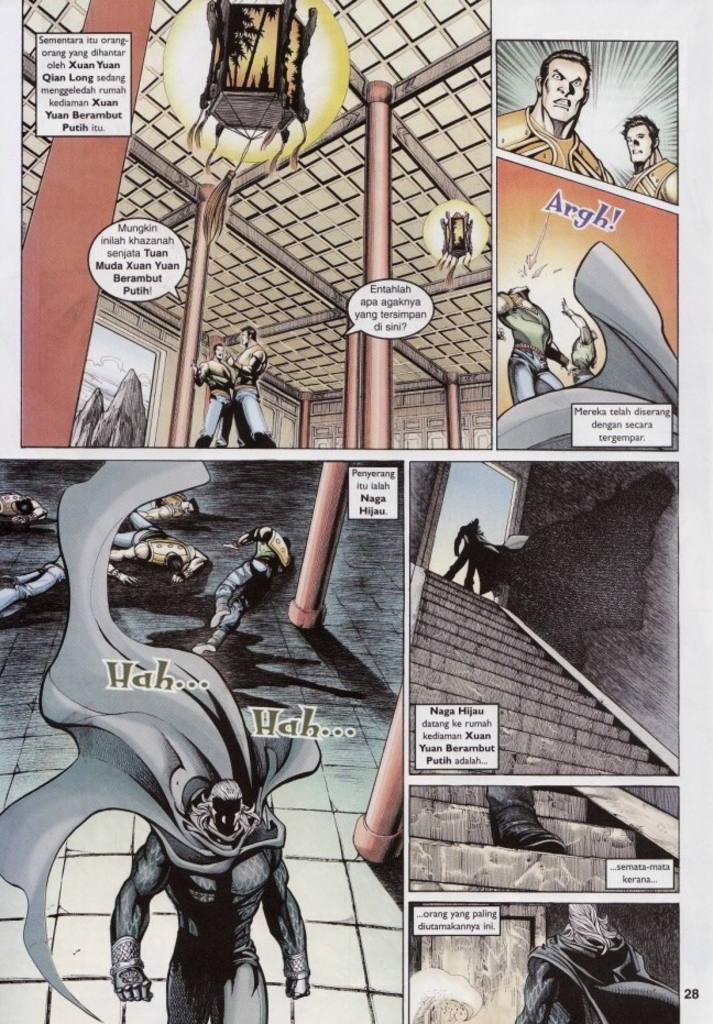 Sementara itu orang-
orang yang dihantar
oleh Xuan Yuan
Qian Long sedang
menggeledah rumah
kediaman Xuan
Yuan Berambut
Putih itu.
Mungkin
inilah khazanah
senjata Tuan
Muda Xuan Yuan
Berambut
Putih!
Entahlah
apa agaknya
yang tersimpan
di sini?
Argh!
Mereka telah diserang
dengan secara
tergempar.
Penyerang
itu ialah
Naga
Hijau.
Hah...
Hah...
Naga Hijau
datang ke rumah
kediaman Xuan
Yuan Berambut
Putih adalah...
...semata-mata
kerana...
...orang yang paling
diutamakannya ini.
28